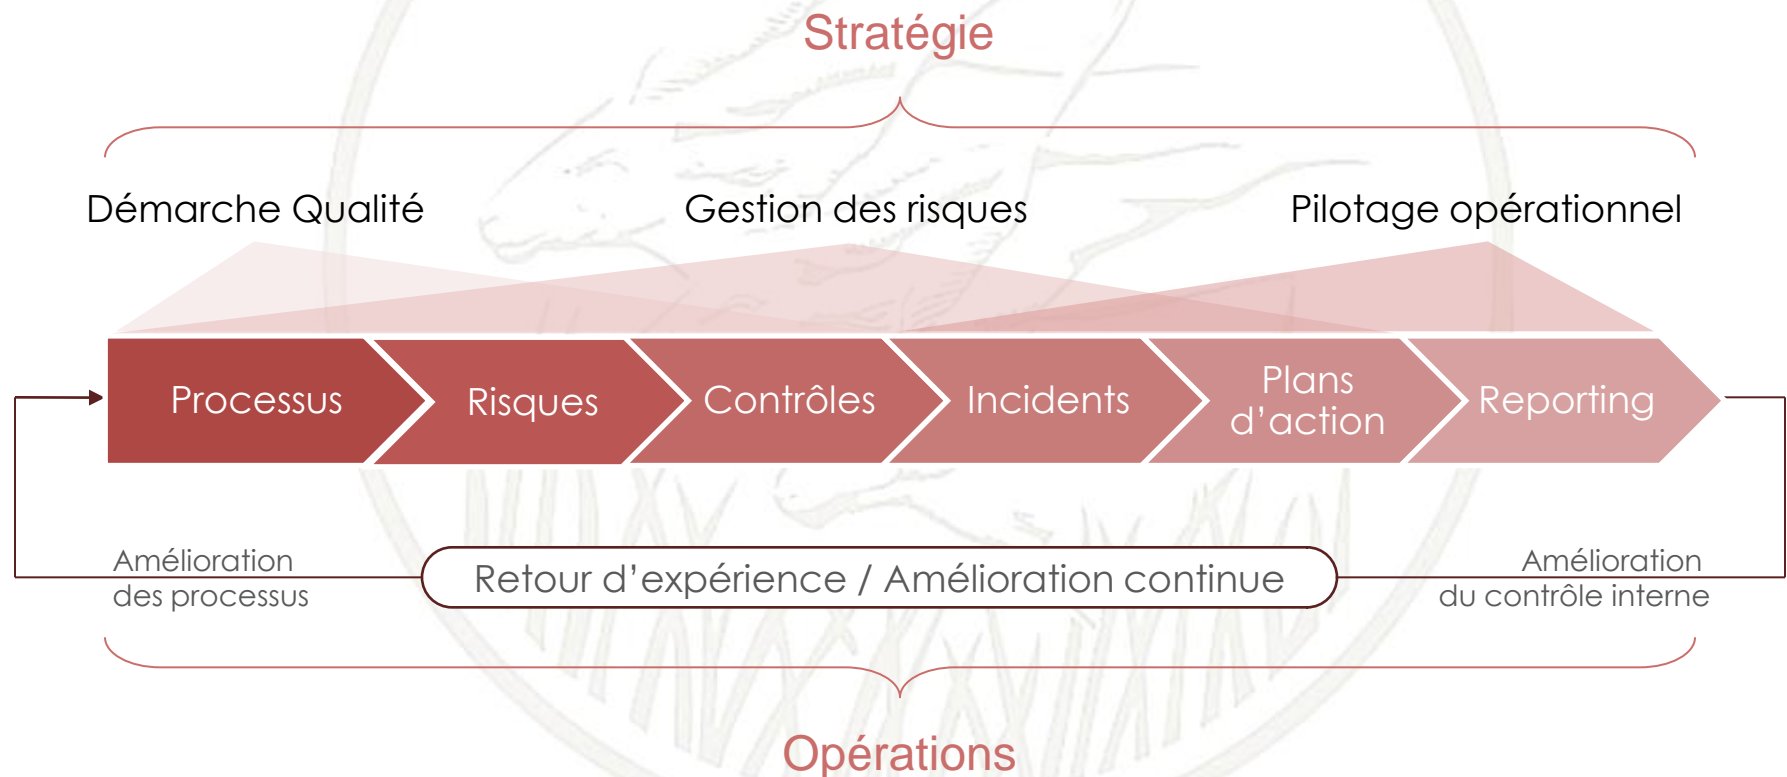 Stratégie
Démarche Qualité
Gestion des risques
Pilotage opérationnel
Processus
Risques
Contrôles
Incidents
Plans
d’action
Reporting
Amélioration
des processus
Retour d’expérience / Amélioration continue
Amélioration
du contrôle interne
Opérations